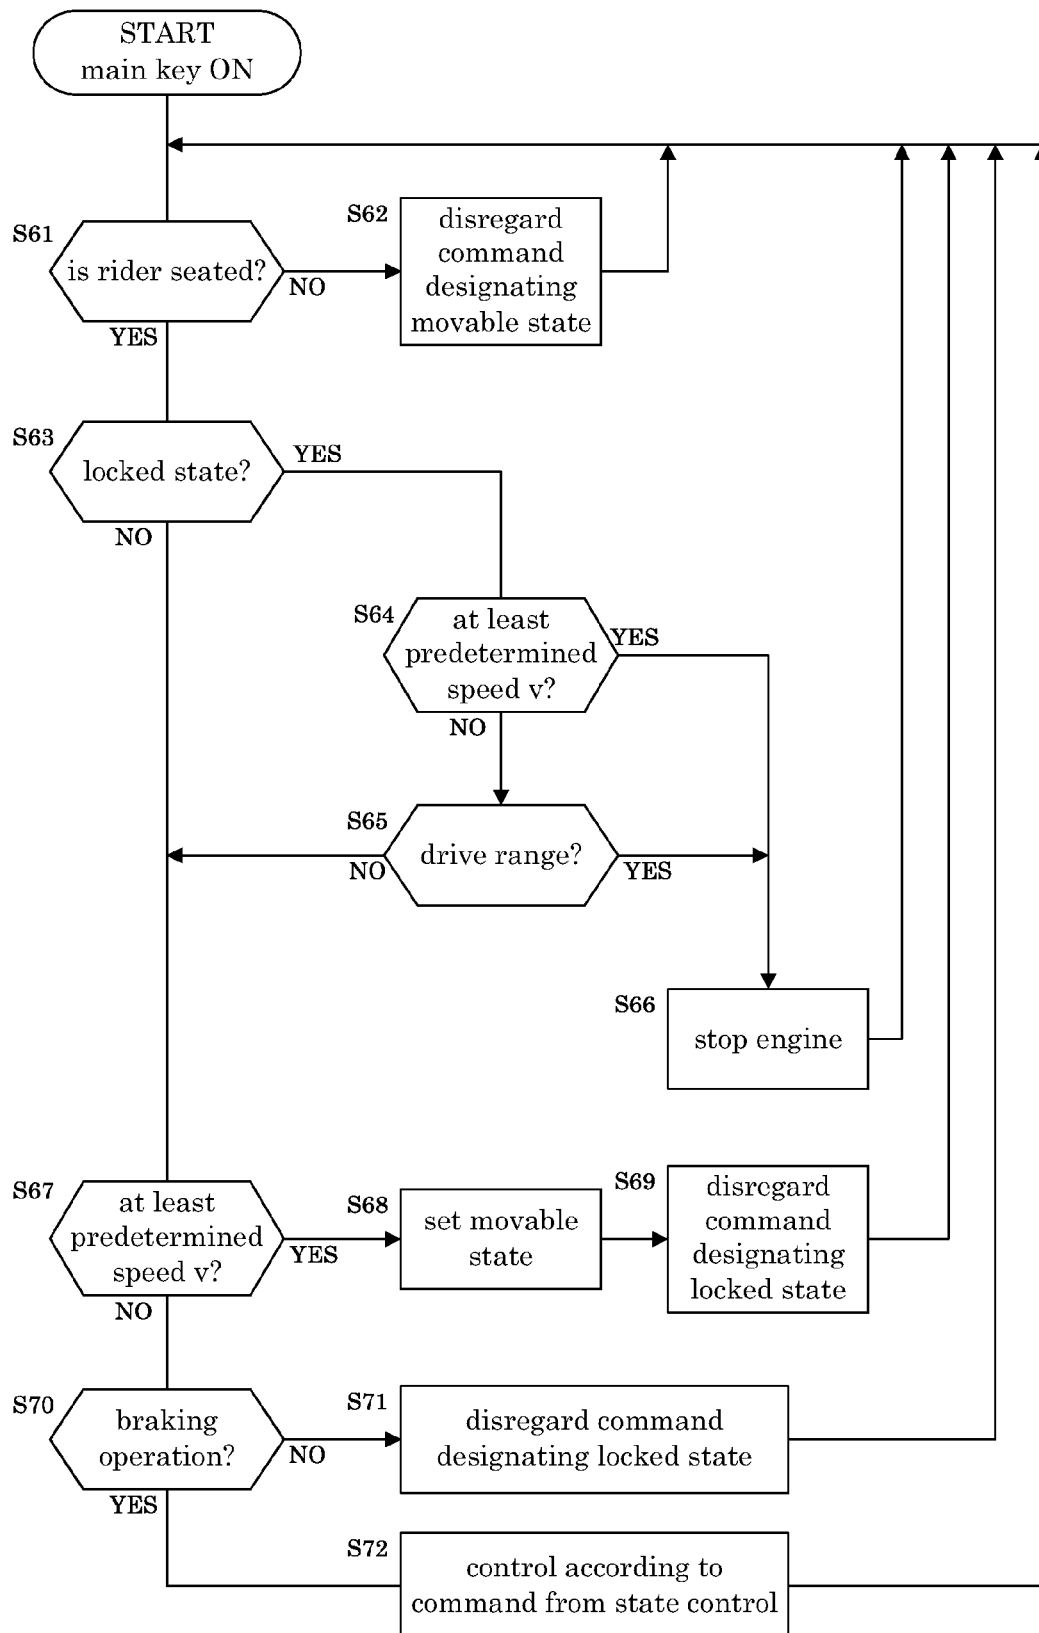 START
main key ON
S61
is rider seated?
NO
YES
S62
disregard
command
designating
movable state
S63
locked state?
YES
NO
S64
at least
predetermined
speed v?
YES
NO
S65
drive range?
NO
YES
S66
stop engine
S67
at least
predetermined
speed v?
YES
NO
S68
set movable
state
S69
disregard
command
designating
locked state
S70
braking
operation?
NO
YES
S71
disregard command
designating locked state
S72
control according to
command from state control